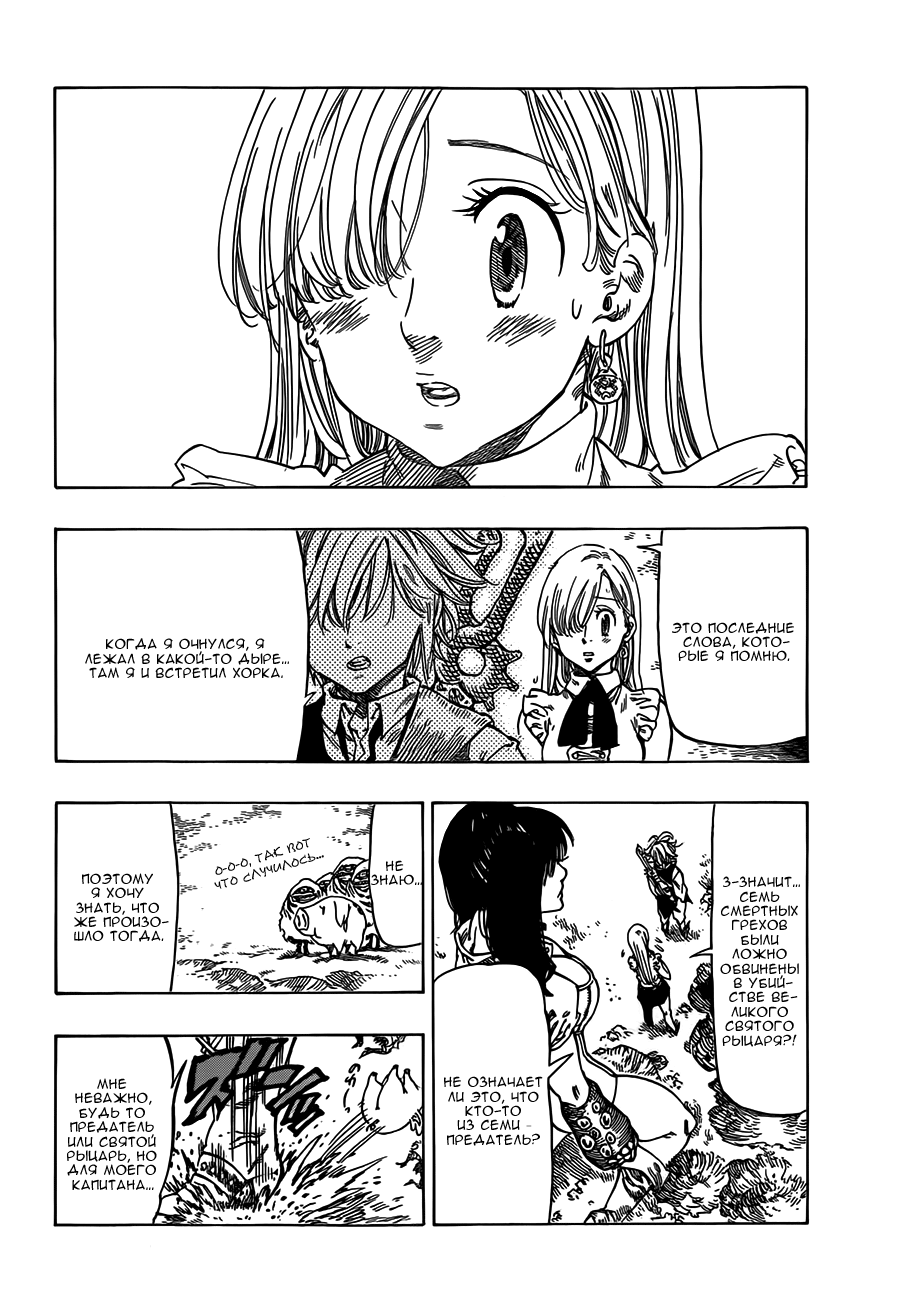 ЭТО ПОСЛЕДНИЕ
СЛОВА, КОТО-
РЫЕ Я ПОМНЮ.
КОГДА Я ОЧНУЛСЯ, Я
ЛЕЖАЛ В КАКОЙ-ТО ДЫРЕ...
ТАМ Я И ВСТРЕТИЛ ХОРКА.
З-ЗНАЧИТ...
СЕМЬ
СМЕРТНЫХ
ГРЕХОВ
БЫЛИ
ЛОЖНО
ОБВИНЕНЫ
В УБИЙ-
СТВЕ ВЕ-
ЛИКОГО
СВЯТОГО
РЫЦАРЯ?!
НЕ ОЗНАЧАЕТ
ЛИ ЭТО, ЧТО
КТО-ТО
ИЗ СЕМИ -
ПРЕДАТЕЛЬ?
НЕ
ЗНАЮ...
О-О-О, ТАК ВОТ
ЧТО СЛУЧИЛОСЬ...
ПОЭТОМУ
Я ХОЧУ
ЗНАТЬ, ЧТО
ЖЕ ПРОИЗО-
ШЛО ТОГДА.
ズズ
МНЕ
НЕВАЖНО,
БУДЬ ТО
ПРЕДАТЕЛЬ
ИЛИ СВЯТОЙ
РЫЦАРЬ, НО
ДЛЯ МОЕГО
КАПИТАНА...